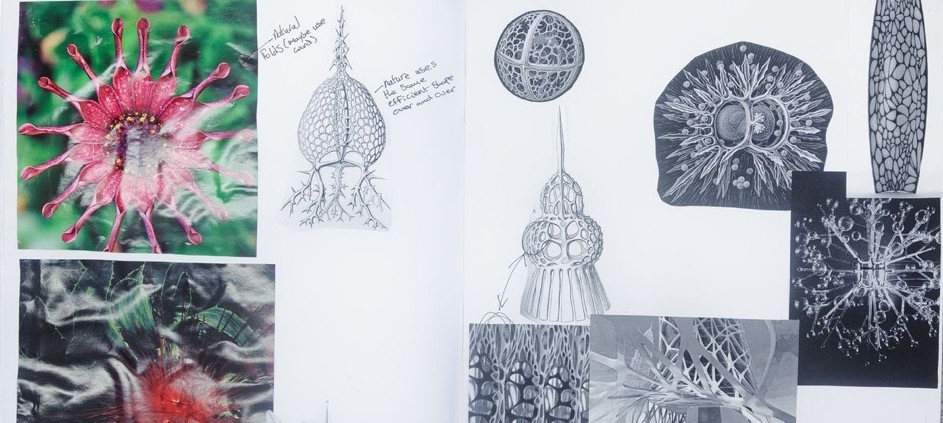 Natural
folds (Maybe use
card)
Nature uses
the same
efficient shape
over and over